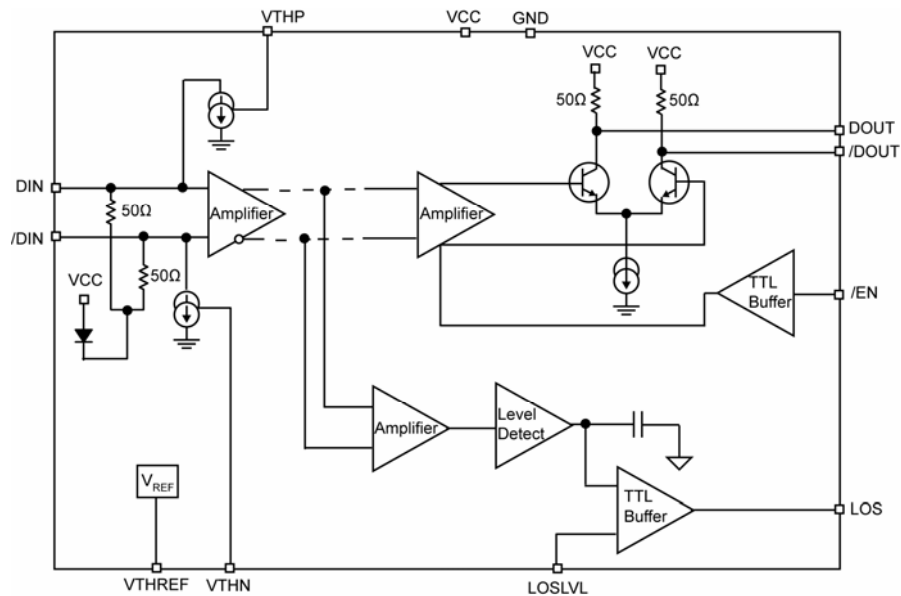 VTHP
VCC
GND
VCC
VCC
50Ω
50Ω
DOUT
/DOUT
DIN
50Ω
Amplifier
Amplifier
/DIN
50Ω
VCC
TTL
Buffer
/EN
Amplifier
Level
Detect
VREF
TTL
Buffer
LOS
VTHREF
VTHN
LOSLVL